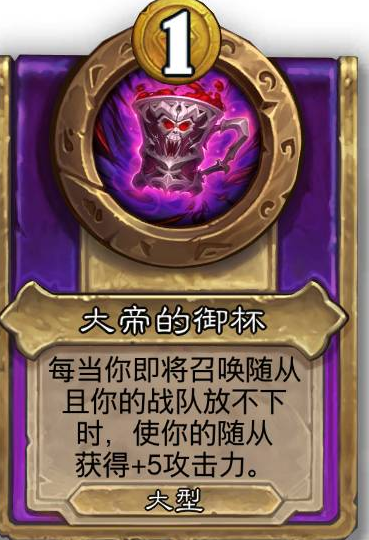 1
大帝的御杯
每当你即将召唤随从
且你的战队放不下
时，使你的随从
获得+5攻击力。
大型